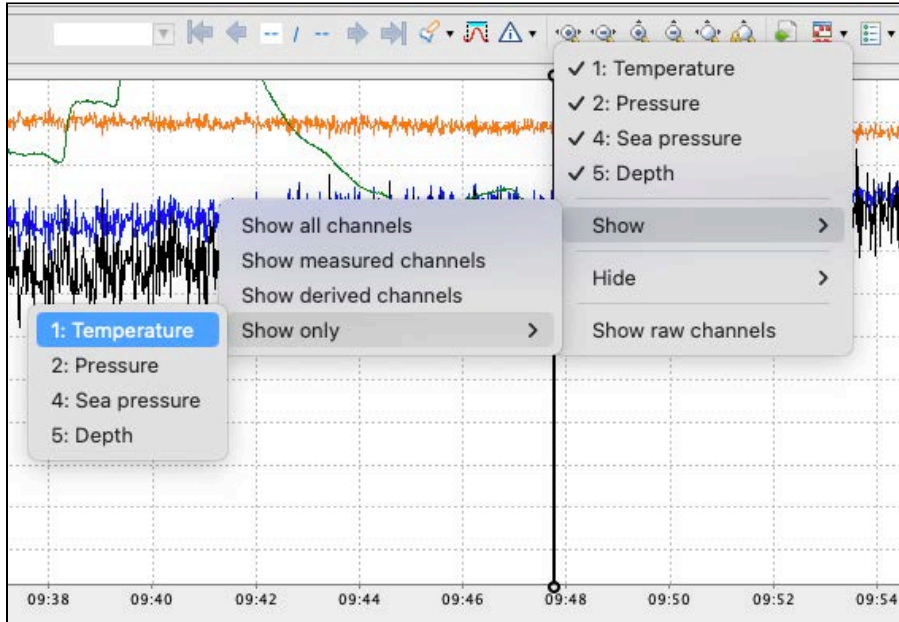 -- / --
✓ 1: Temperature
✓ 2: Pressure
✓ 4: Sea pressure
✓ 5: Depth
Show
Hide
Show raw channels
Show all channels
Show measured channels
Show derived channels
Show only
1: Temperature
2: Pressure
4: Sea pressure
5: Depth
09:38 09:40 09:42 09:44 09:46 09:48 09:50 09:52 09:54